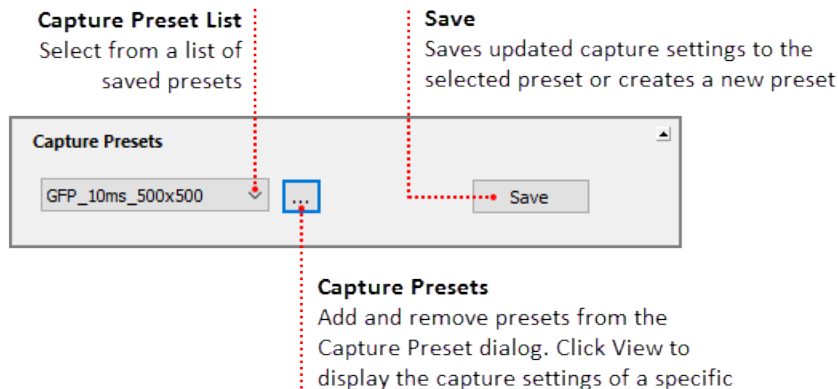 Capture Preset List
Select from a list of
saved presets
Save
Saves updated capture settings to the
selected preset or creates a new preset
Capture Presets
GFP_10ms_500x500
...
Save
Capture Presets
Add and remove presets from the
Capture Preset dialog. Click View to
display the capture settings of a specific